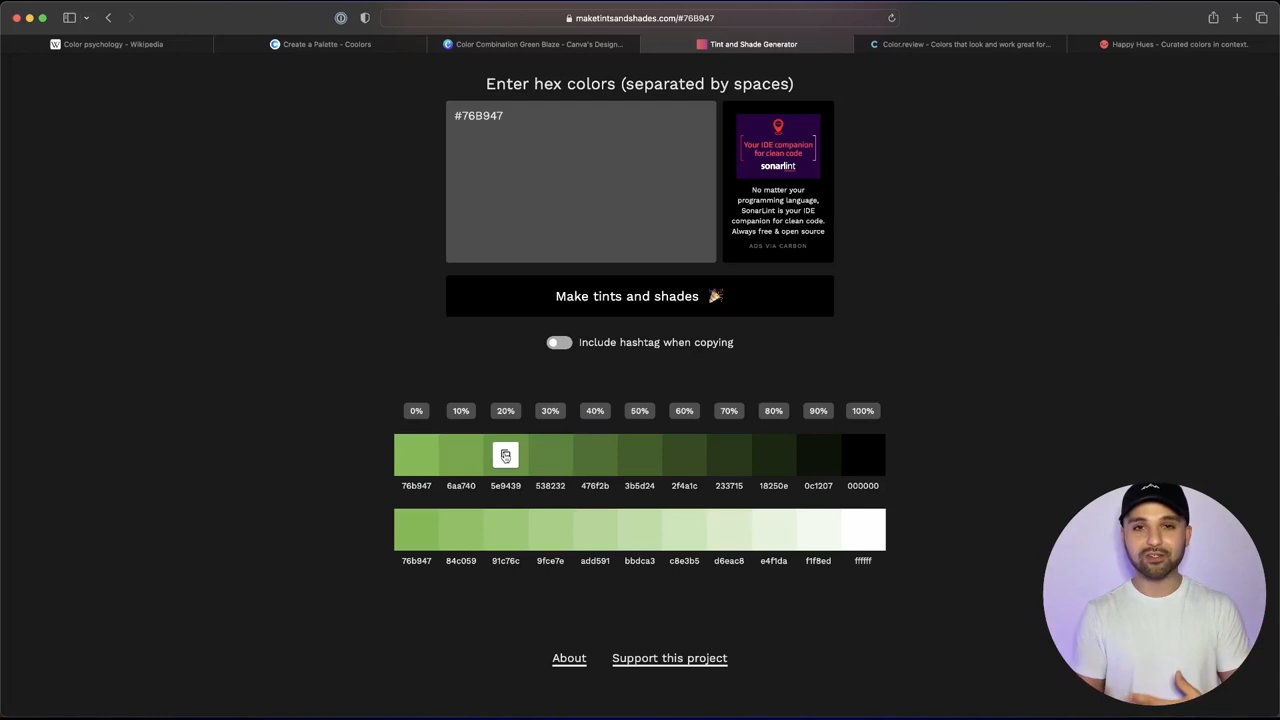 maketintsandshades.com/#76B947
Color psychology - Wikipedia
Create a Palette - Coolors
Color Combination Green Blaze - Canva's Design...
Tint and Shade Generator
Color.review - Colors that look and work great for...
Happy Hues - Curated colors in context.
Enter hex colors (separated by spaces)
#76B947
Your IDE companion
for clean code
sonarlint
No matter your
programming language,
SonarLint is your IDE
companion for clean code.
Always free & open source
ADS VIA CARBON
Make tints and shades
Include hashtag when copying
0% 10% 20% 30% 40% 50% 60% 70% 80% 90% 100%
76b947 6aa740 5e9439 538232 476f2b 3b5d24 2f4a1c 233715 18250e 0c1207 000000
76b947 84c059 91c76c 9fce7e add591 bbdca3 c8e3b5 d6eac8 e4f1da f1f8ed ffffff
About Support this project